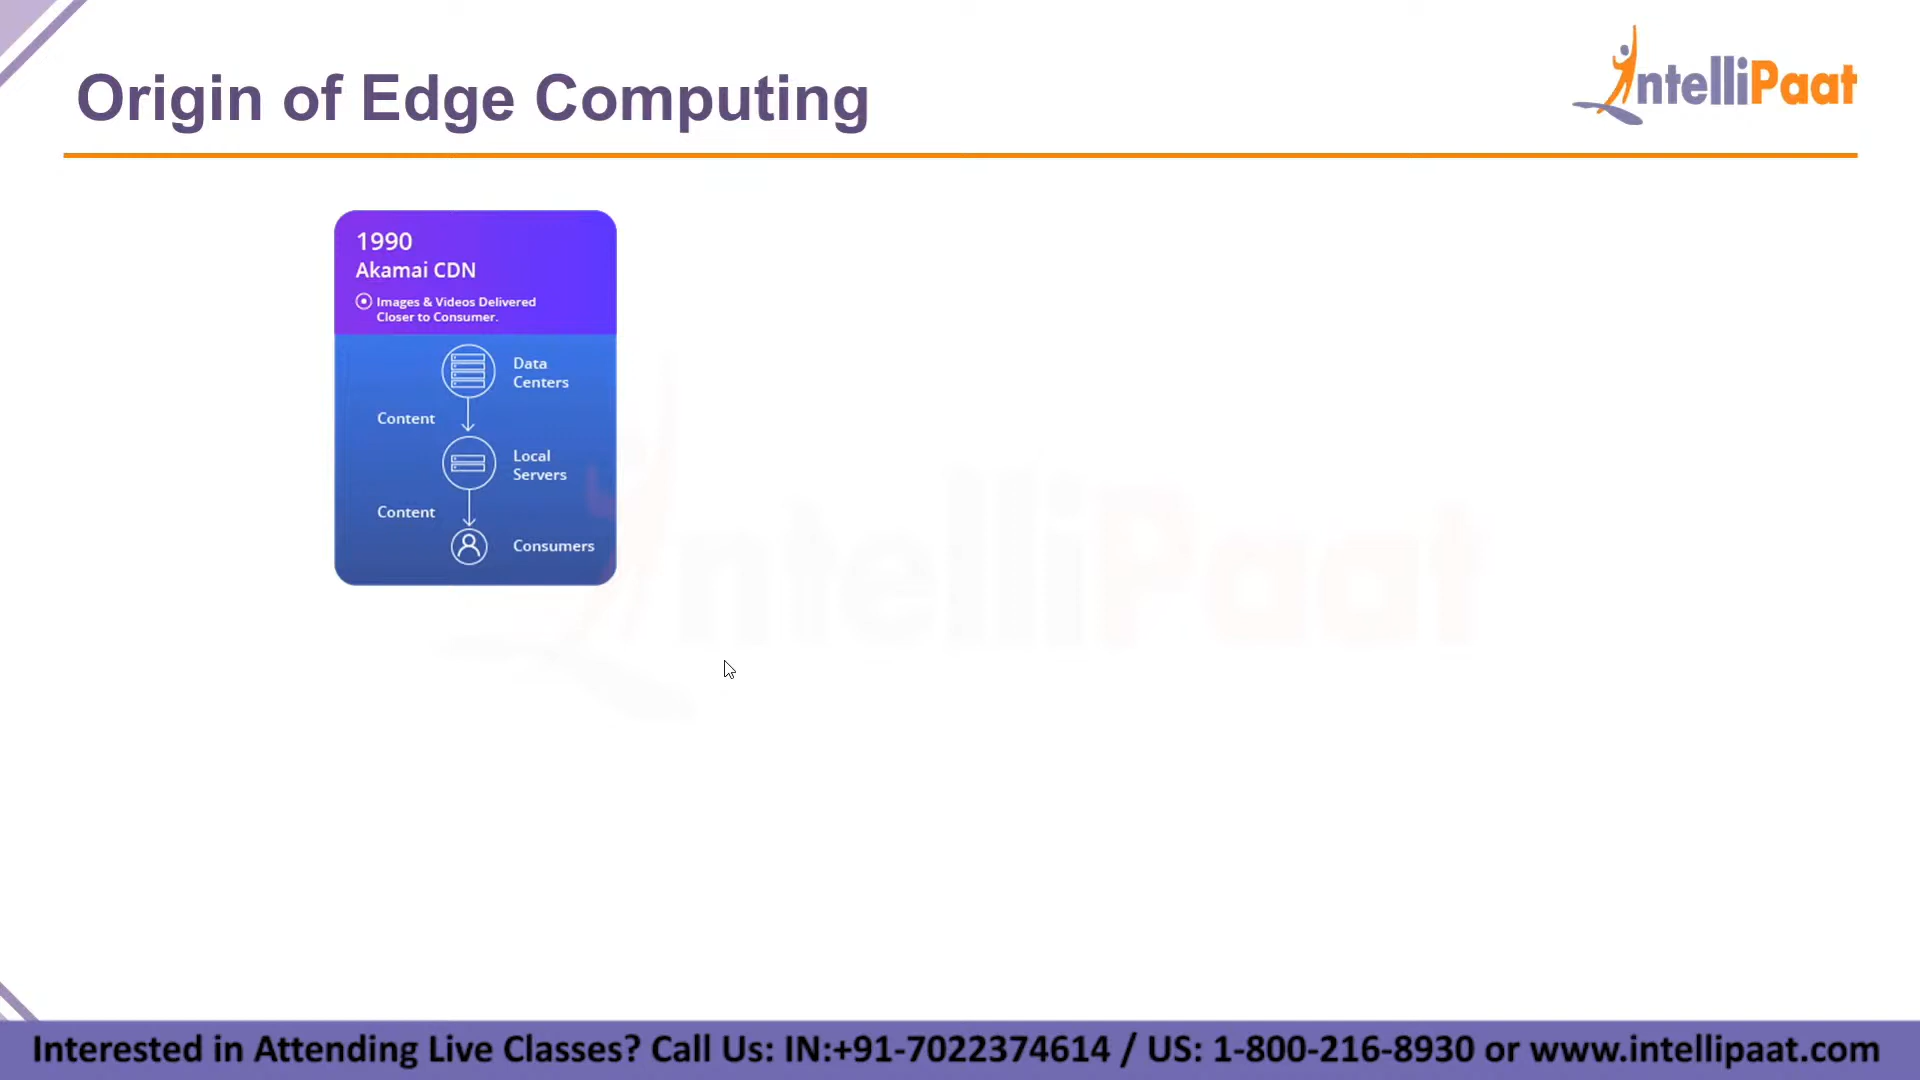 Origin of Edge Computing
IntelliPaat
1990
Akamai CDN
Images & Videos Delivered
Closer to Consumer.
Data
Centers
Content
Local
Servers
Content
Consumers
IntelliPaat
Interested in Attending Live Classes? Call Us: IN:+91-7022374614 / US: 1-800-216-8930 or www.intellipaat.com